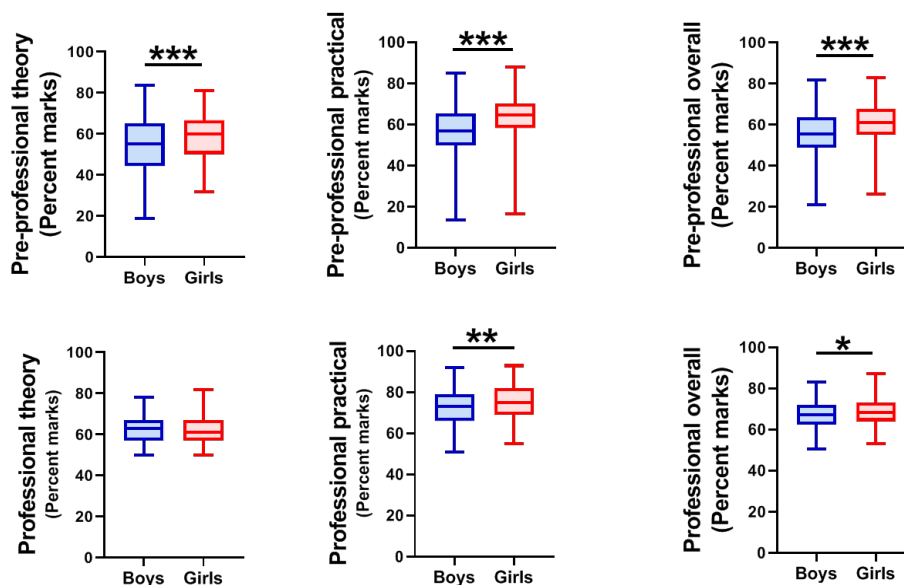 Pre-professional theory
(Percent marks)
100
80
60
40
20
0
***
Boys Girls
Pre-professional practical
(Percent marks)
100
80
60
40
20
0
***
Boys Girls
Pre-professional overall
(Percent marks)
100
80
60
40
20
0
***
Boys Girls
Professional theory
(Percent marks)
100
80
60
40
20
0
Boys Girls
Professional practical
(Percent marks)
100
80
60
40
20
0
**
Boys Girls
Professional overall
(Percent marks)
100
80
60
40
20
0
*
Boys Girls